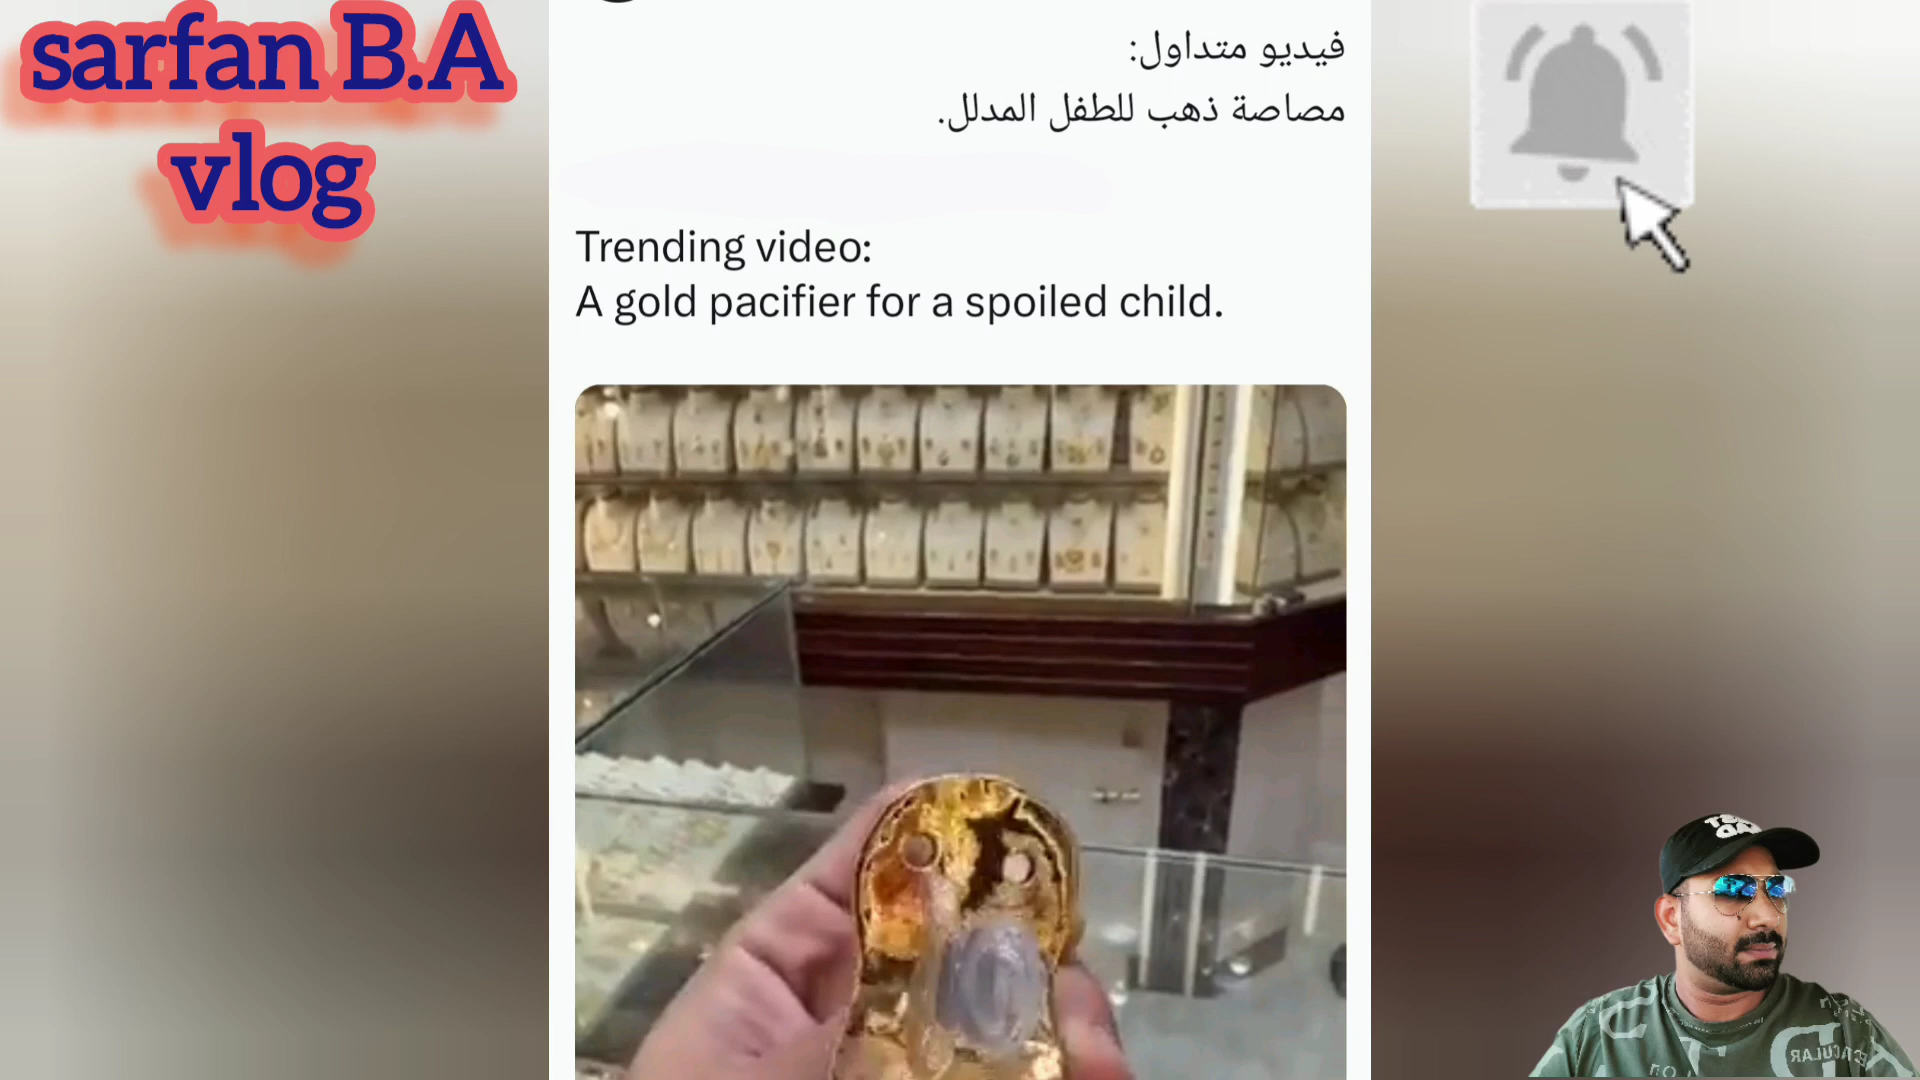 sarfan B.A
vlog
فيديو متداول:
مصاصة ذهب للطفل المدلل.
Trending video:
A gold pacifier for a spoiled child.